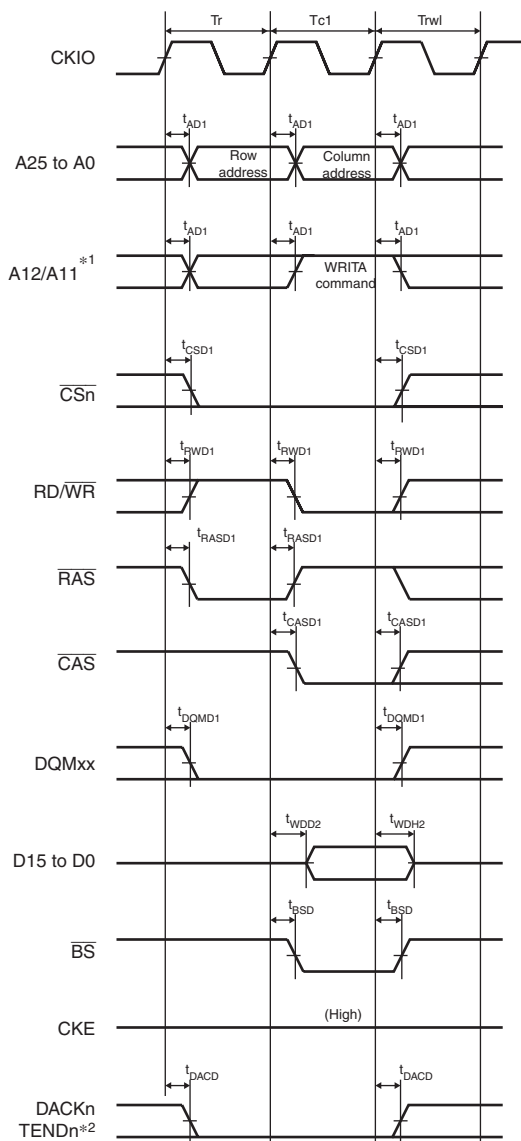 Tr Tc1 Trwl
CKIO
tAD1 tAD1 tAD1
A25 to A0
Row address
Column address
tAD1 tAD1 tAD1
A12/A11*1
WRITA command
tCSD1 tCSD1
CSn
tRWD1 tRWD1 tRWD1
RD/WR
tRASD1 tRASD1
RAS
tCASD1 tCASD1
CAS
tDQMD1 tDQMD1
DQMxx
tWDD2 tWDH2
D15 to D0
tBSD tBSD
BS
(High)
CKE
tDACD tDACD
DACKn
TENDn*2